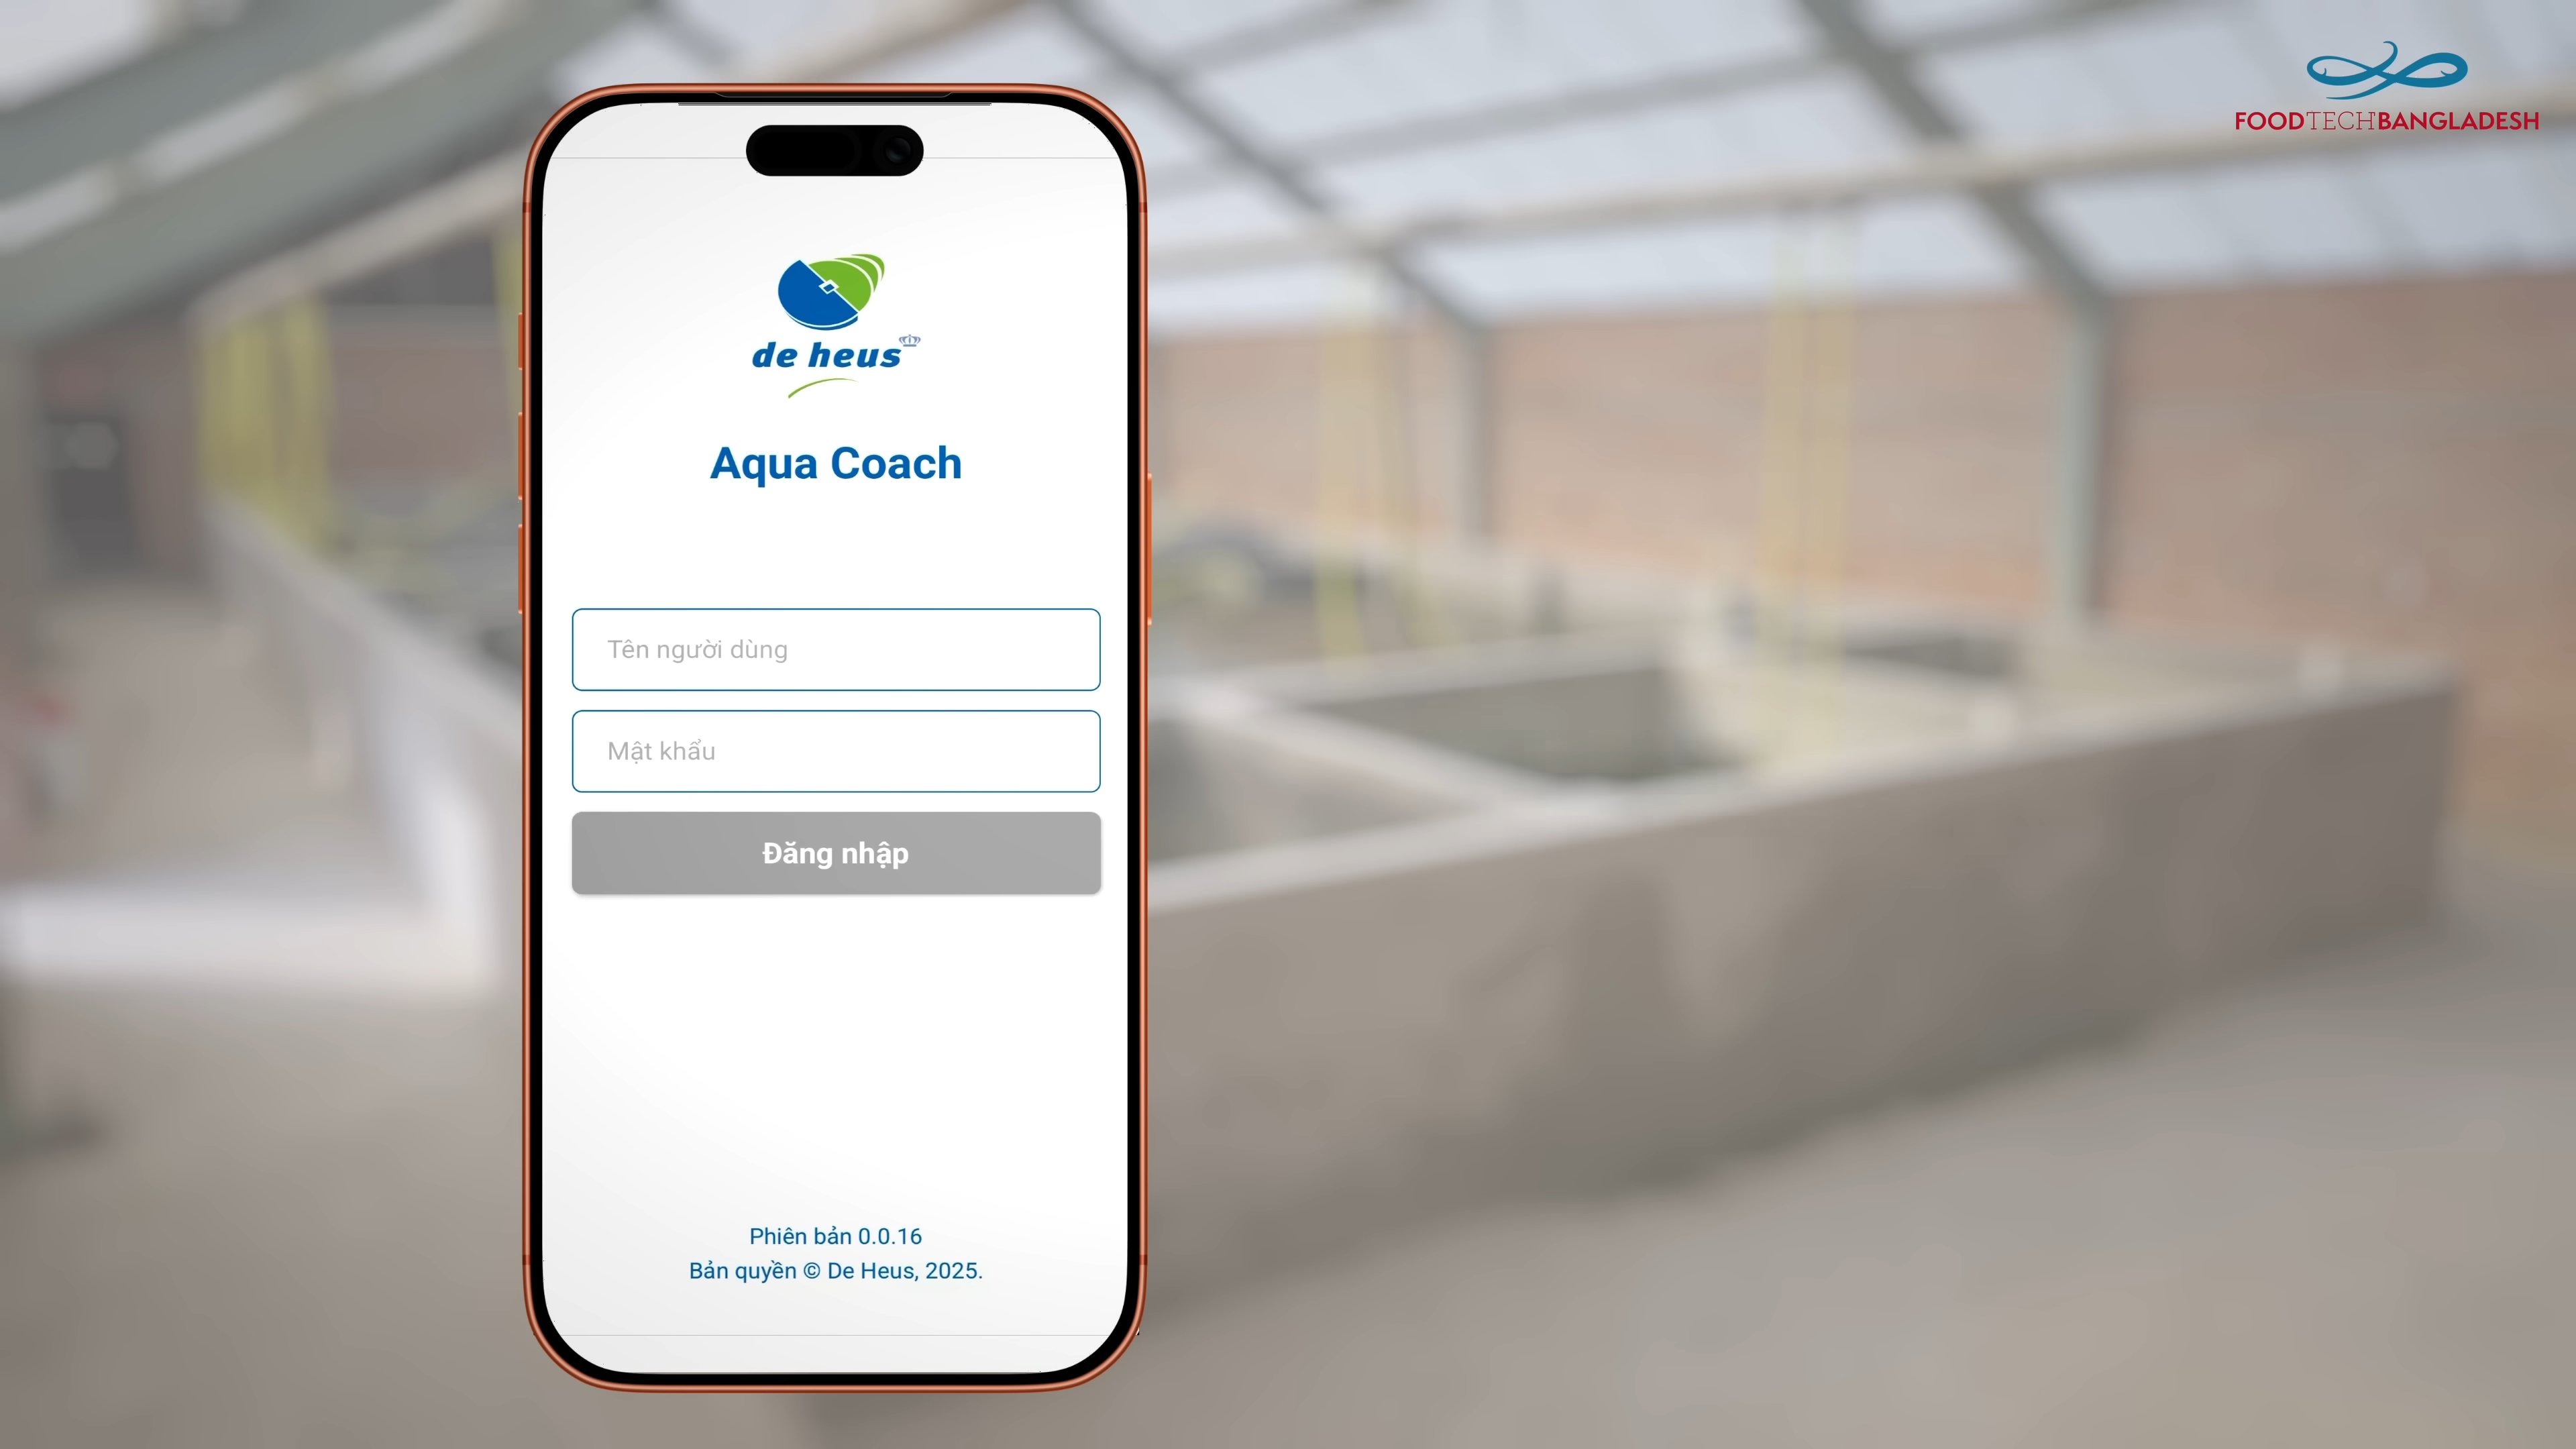 FOODTECHBANGLADESH
de heus
Aqua Coach
Tên người dùng
Mật khẩu
Đăng nhập
Phiên bản 0.0.16
Bản quyền © De Heus, 2025.